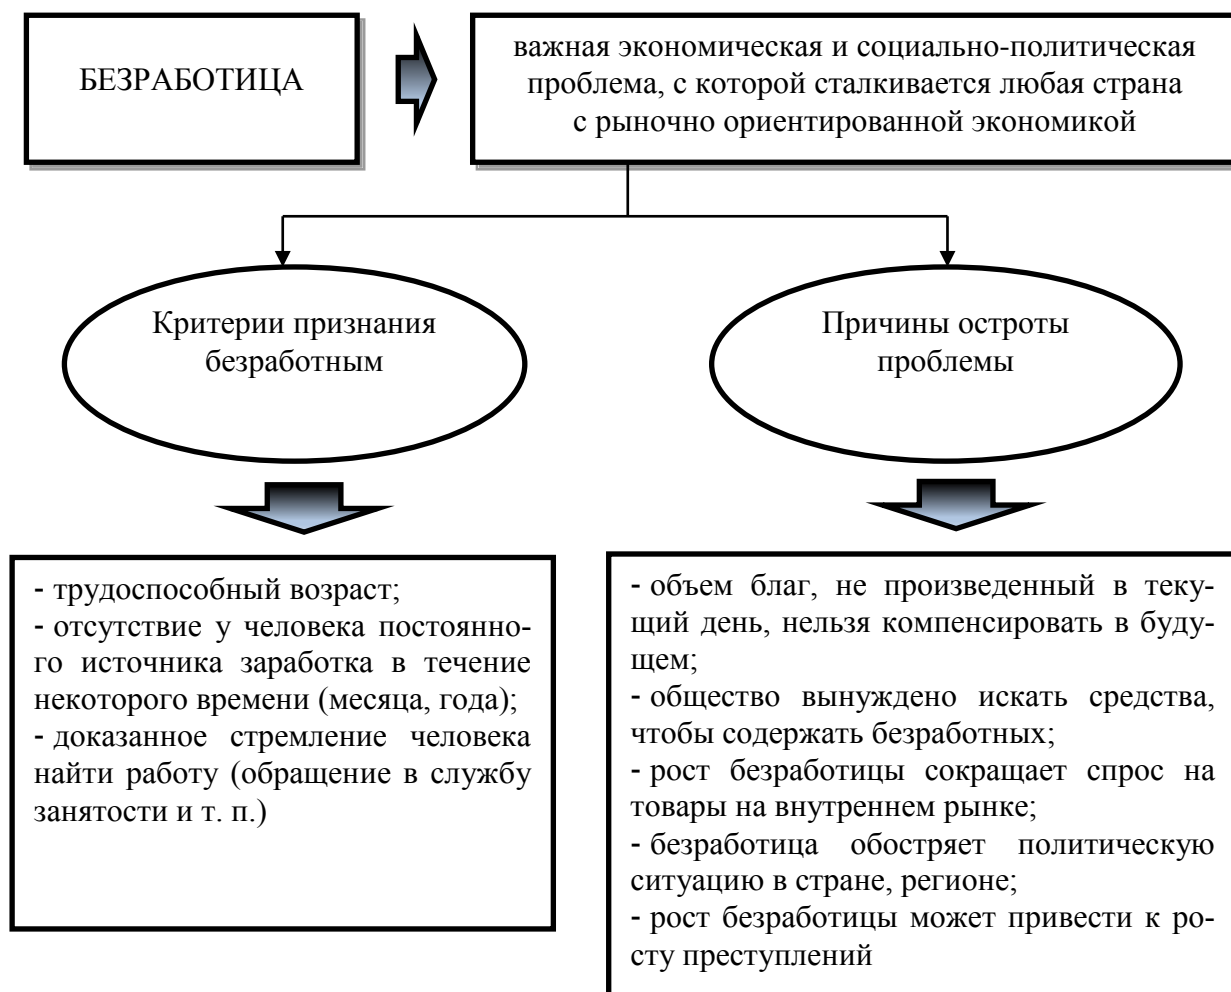 БЕЗРАБОТИЦА
важная экономическая и социально-политическая
проблема, с которой сталкивается любая страна
с рыночно ориентированной экономикой
Критерии признания
безработным
Причины остроты
проблемы
- трудоспособный возраст;
- отсутствие у человека постоянно-
го источника заработка в течение
некоторого времени (месяца, года);
- доказанное стремление человека
найти работу (обращение в службу
занятости и т. п.)
- объем благ, не произведенный в теку-
щий день, нельзя компенсировать в буду-
щем;
- общество вынуждено искать средства,
чтобы содержать безработных;
- рост безработицы сокращает спрос на
товары на внутреннем рынке;
- безработица обостряет политическую
ситуацию в стране, регионе;
- рост безработицы может привести к ро-
сту преступлений